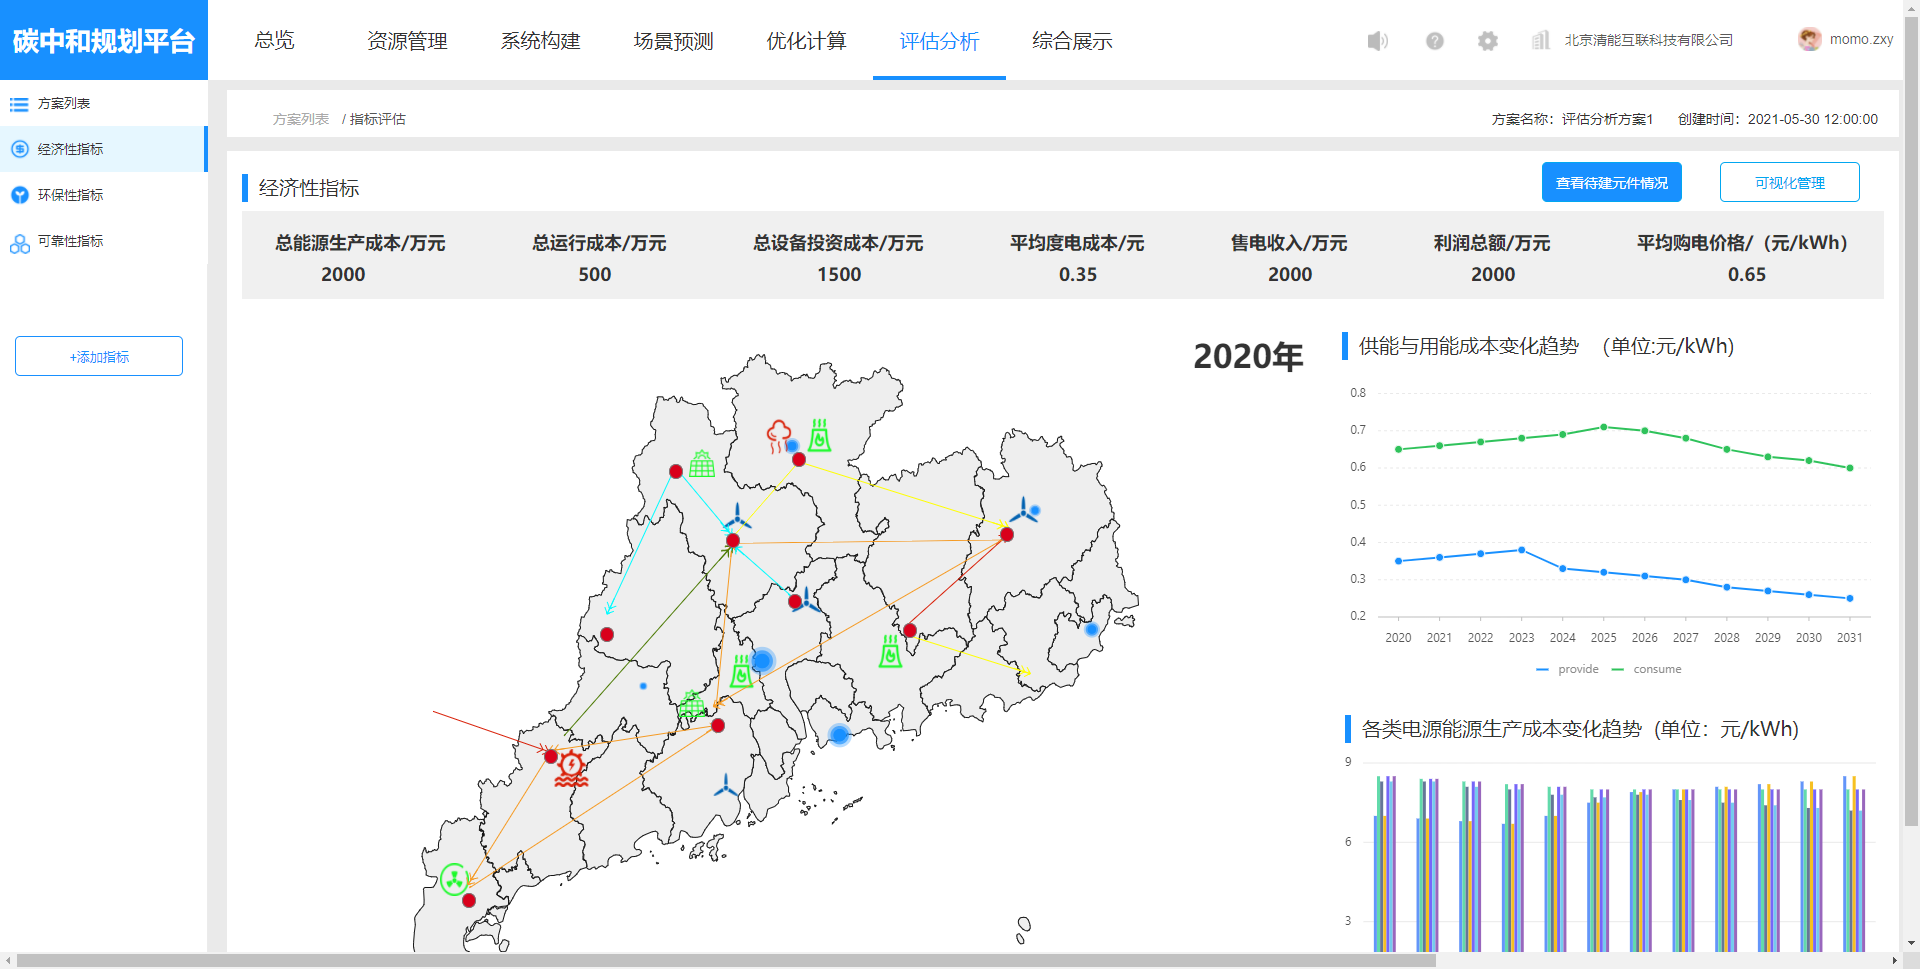 碳中和规划平台
总览
资源管理
系统构建
场景预测
优化计算
评估分析
综合展示
北京清能互联科技有限公司
momo.zxy
方案列表
经济性指标
环保性指标
可靠性指标
+添加指标
方案列表 / 指标评估
方案名称：评估分析方案1
创建时间：2021-05-30 12:00:00
经济性指标
查看待建元件情况
可视化管理
总能源生产成本/万元
2000
总运行成本/万元
500
总设备投资成本/万元
1500
平均度电成本/元
0.35
售电收入/万元
2000
利润总额/万元
2000
平均购电价格/（元/kWh）
0.65
2020年
供能与用能成本变化趋势 （单位:元/kWh)
0.8
0.7
0.6
0.5
0.4
0.3
0.2
2020 2021 2022 2023 2024 2025 2026 2027 2028 2029 2030 2031
provide consume
各类电源能源生产成本变化趋势 (单位：元/kWh)
9
6
3